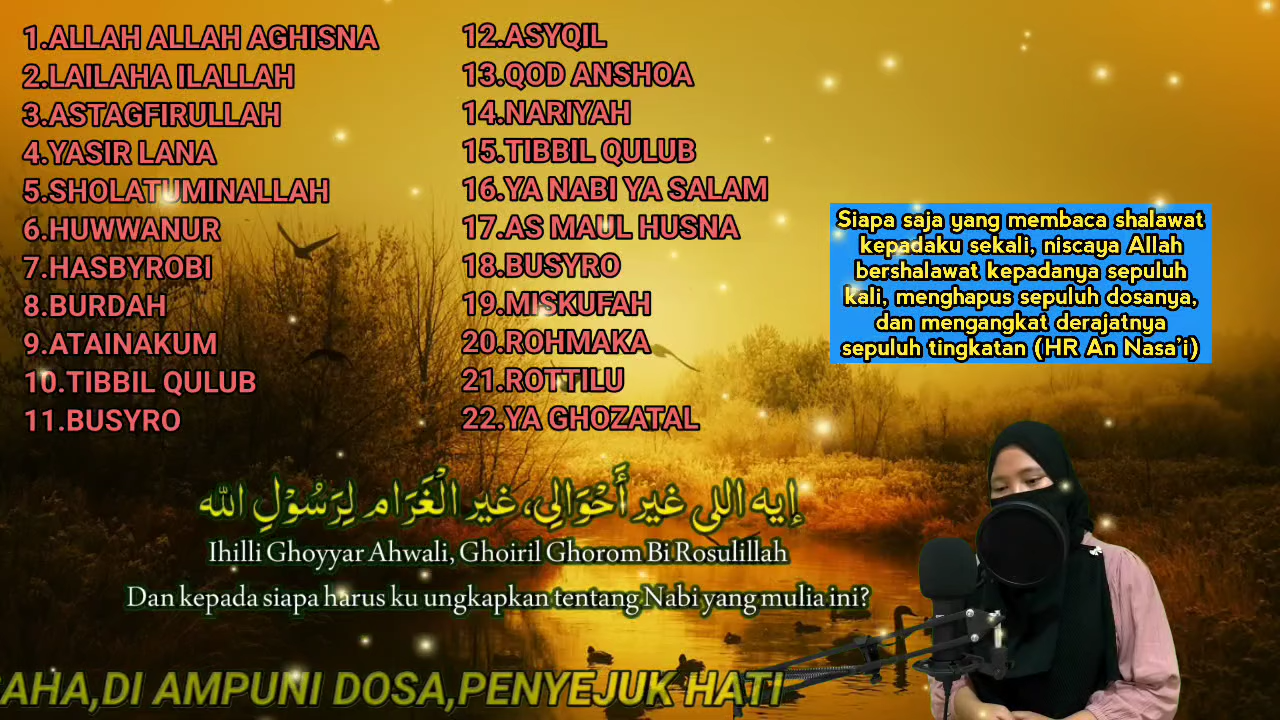 1.ALLAH ALLAH AGHISNA
2.LAILAHA ILALLAH
3.ASTAGFIRULLAH
4.YASIR LANA
5.SHOLATUMINALLAH
6.HUWWANUR
7.HASBYROBI
8.BURDAH
9.ATAINAKUM
10.TIBBIL QULUB
11.BUSYRO
12.ASYQIL
13.QOD ANSHOA
14.NARIYAH
15.TIBBIL QULUB
16.YA NABI YA SALAM
17.AS MAUL HUSNA
18.BUSYRO
19.MISKUFAH
20.ROHMAKA
21.ROTTILU
22.YA GHOZATAL
Siapa saja yang membaca shalawat
kepadaku sekali, niscaya Allah
bershalawat kepadanya sepuluh
kali, menghapus sepuluh dosanya,
dan mengangkat derajatnya
sepuluh tingkatan (HR An Nasa'i)
إيه اللي غير أَحْوَالِي، غير الْغَرَام لِرَسُوْلِ الله
Ihilli Ghoyyar Ahwali, Ghoiril Ghorom Bi Rosulillah
Dan kepada siapa harus ku ungkapkan tentang Nabi yang mulia ini?
AHA,DI AMPUNI DOSA,PENYEJUK HATI